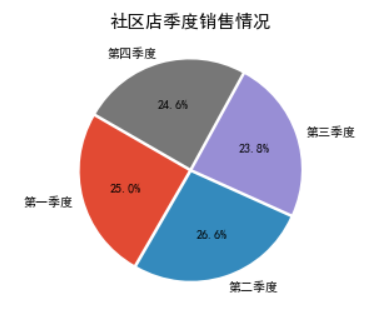 社区店季度销售情况
第四季度
24.6%
第三季度
23.8%
25.0%
第一季度
26.6%
第二季度